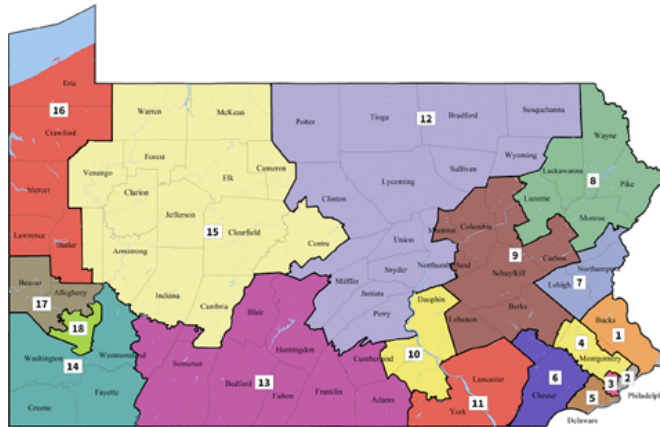 Erie
16
Crawford
Warren
McKean
Potter
Tioga
12
Bradford
Susquehanna
Wayne
Forest
Venango
Elk
Cameron
Sullivan
Wyoming
Lackawanna
8
Pike
Mercer
Clarion
Lycoming
Luzerne
Clinton
Monroe
Jefferson
15
Clearfield
Columbia
Montour
Lawrence
Butler
Centre
Union
9
Carbon
Armstrong
Snyder
Northumberland
Schuylkill
Northampton
7
Lehigh
Beaver
Mifflin
Allegheny
Indiana
Cambria
Juniata
Dauphin
17
Blair
Perry
Lebanon
Berks
Bucks
18
1
4
Huntingdon
Cumberland
10
Montgomery
Washington
14
Westmoreland
Somerset
Bedford
13
Fulton
Franklin
Adams
Lancaster
11
York
6
Chester
3
2
Philadelph
5
Fayette
Greene
Delaware